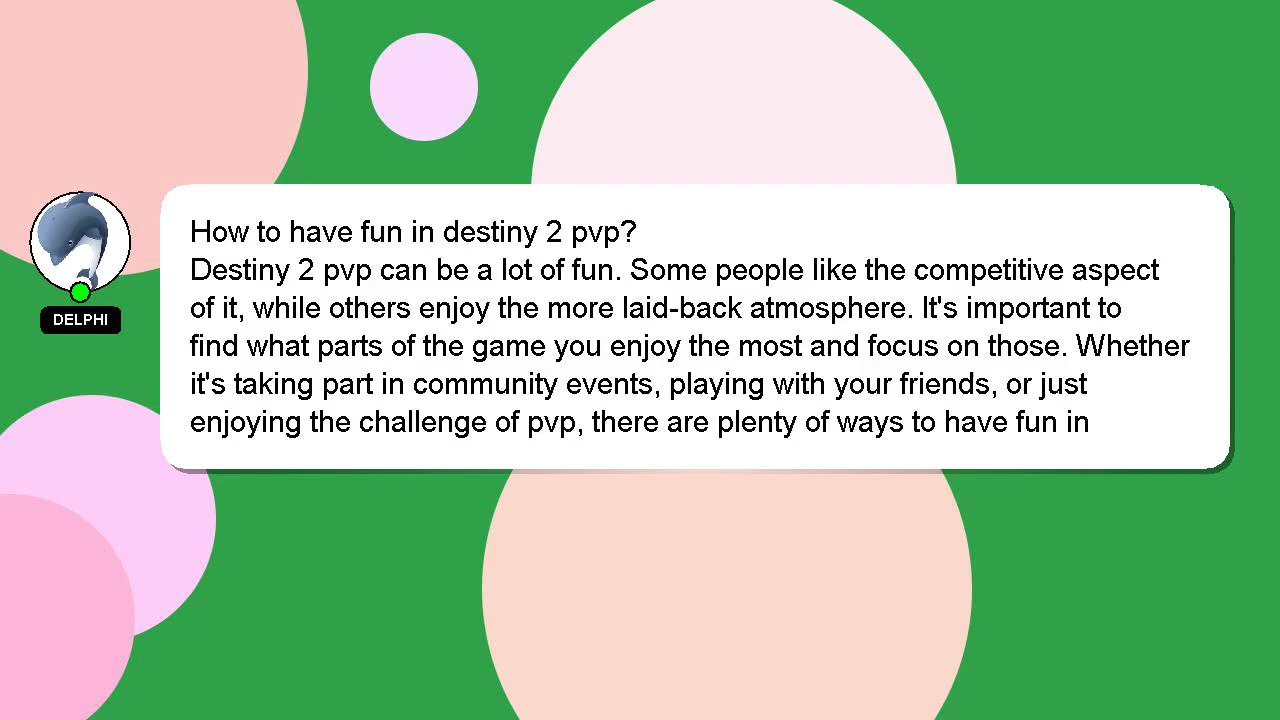 How to have fun in destiny 2 pvp?
Destiny 2 pvp can be a lot of fun. Some people like the competitive aspect
of it, while others enjoy the more laid-back atmosphere. It's important to
find what parts of the game you enjoy the most and focus on those. Whether
it's taking part in community events, playing with your friends, or just
enjoying the challenge of pvp, there are plenty of ways to have fun in
DELPHI